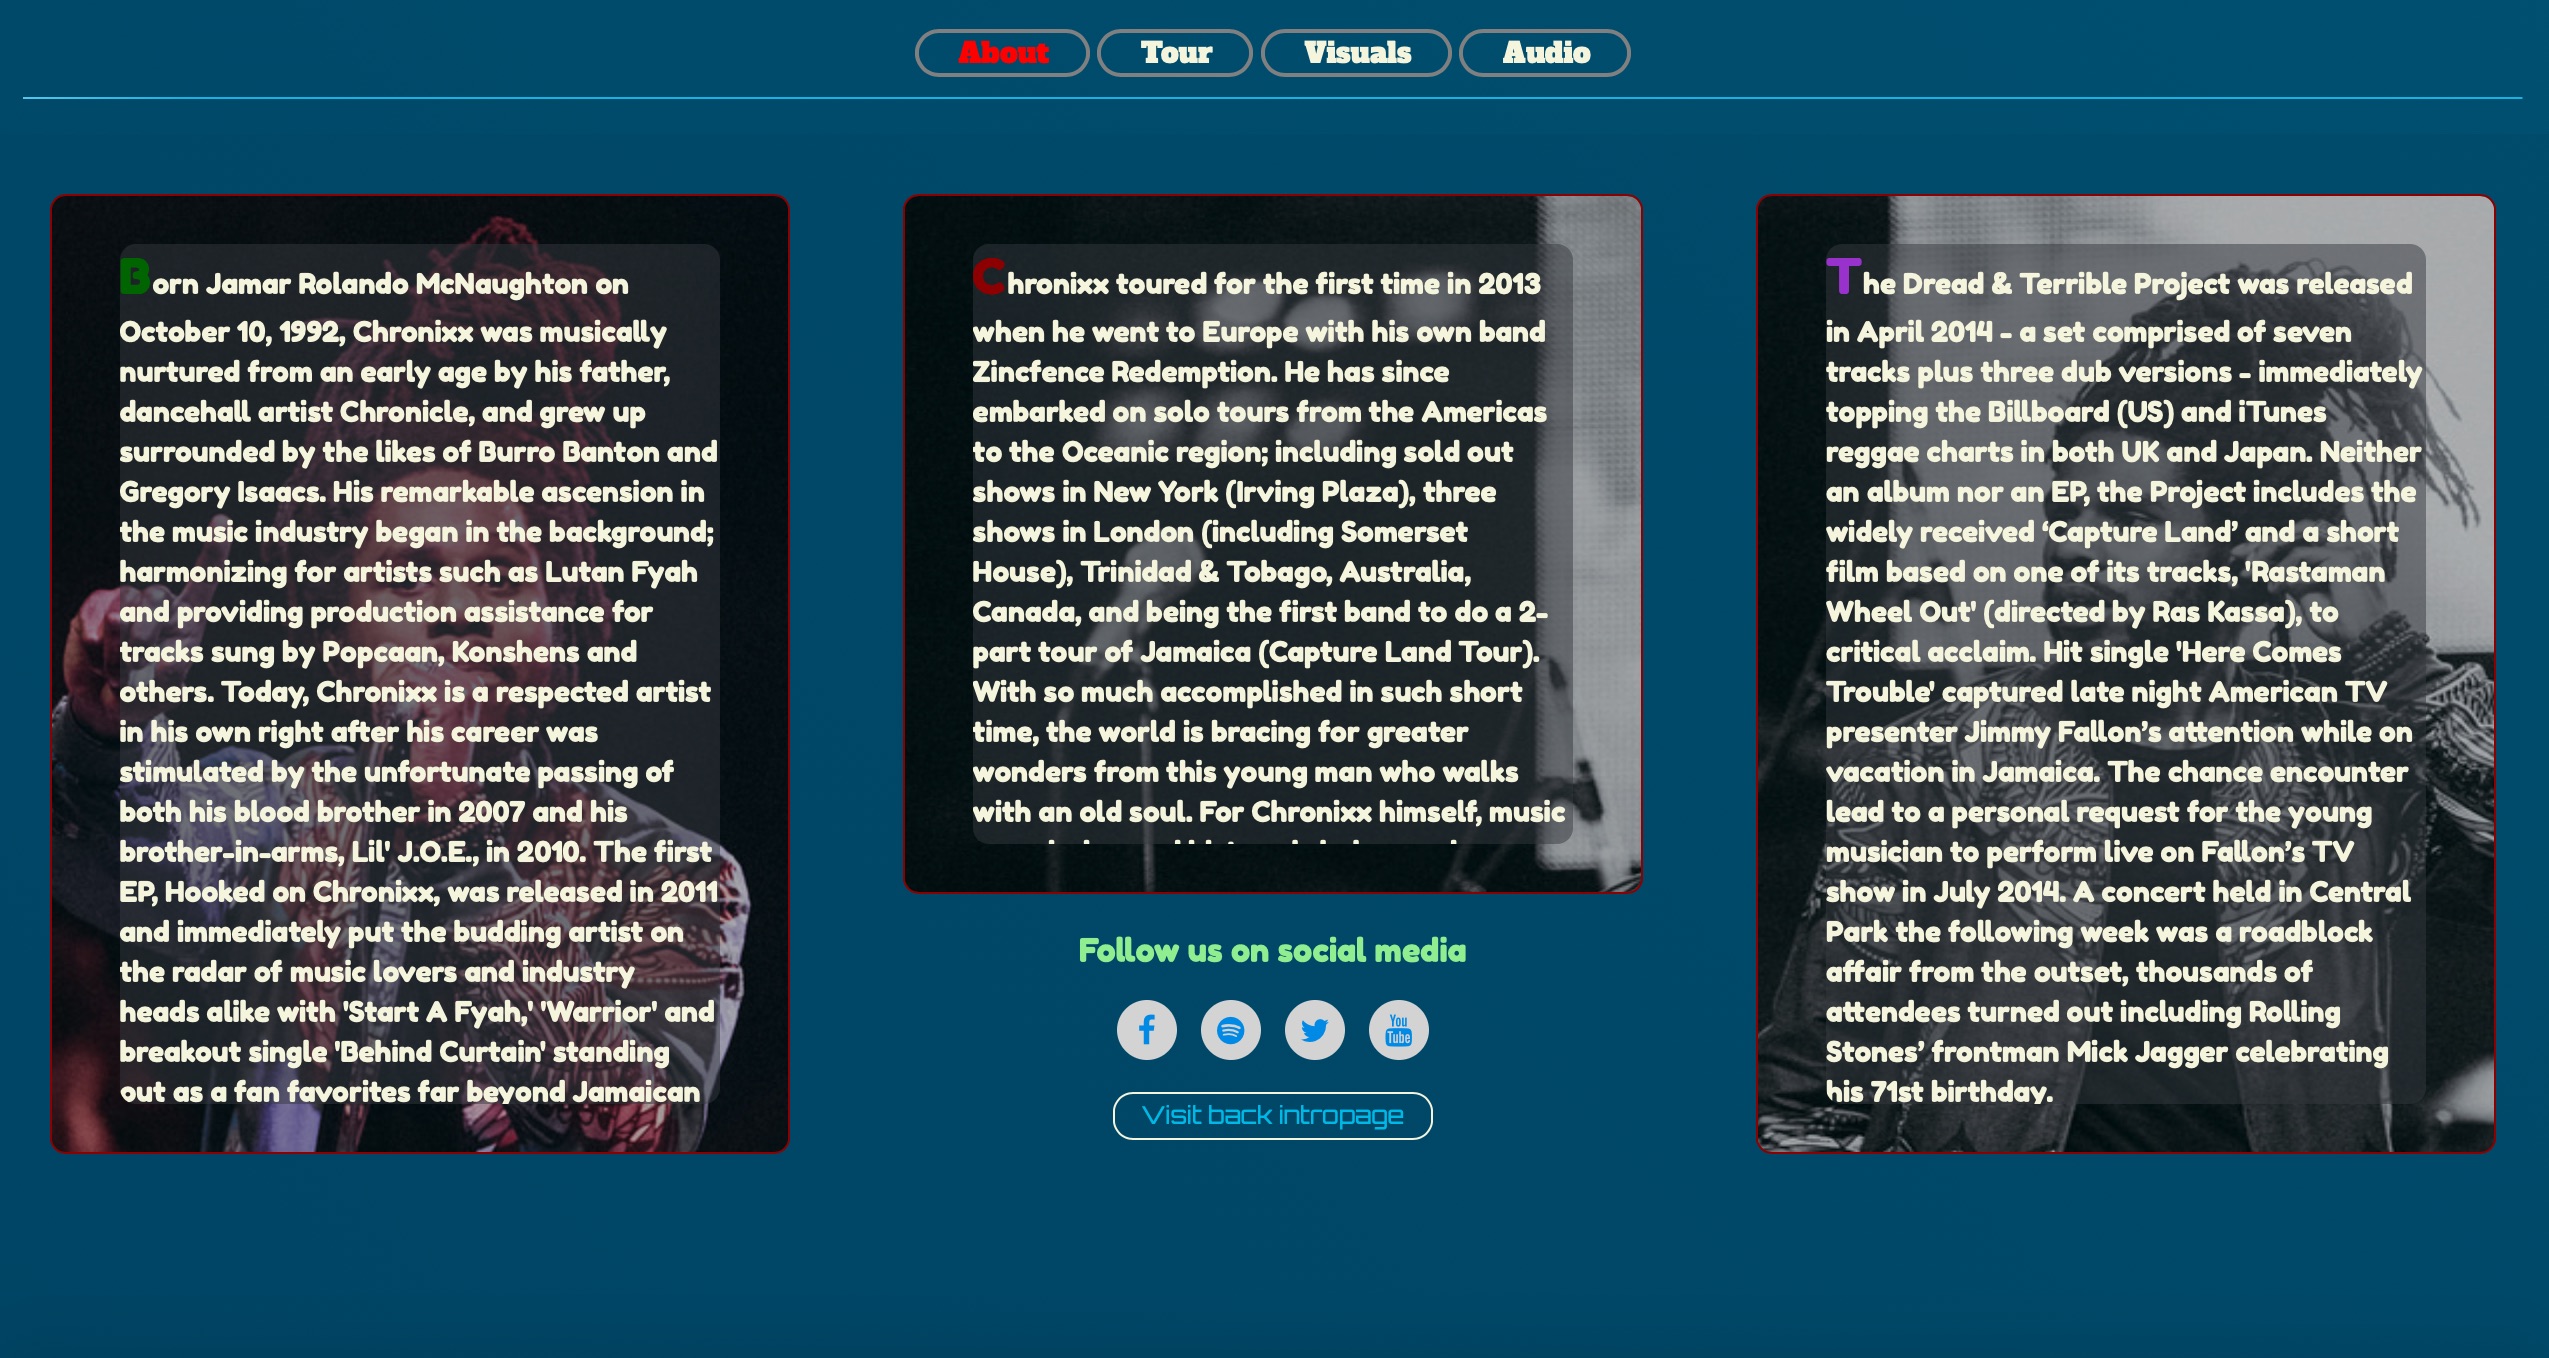 About
Tour
Visuals
Audio
Born Jamar Rolando McNaughton on
October 10, 1992, Chronixx was musically
nurtured from an early age by his father,
dancehall artist Chronicle, and grew up
surrounded by the likes of Burro Banton and
Gregory Isaacs. His remarkable ascension in
the music industry began in the background;
harmonizing for artists such as Lutan Fyah
and providing production assistance for
tracks sung by Popcaan, Konshens and
others. Today, Chronixx is a respected artist
in his own right after his career was
stimulated by the unfortunate passing of
both his blood brother in 2007 and his
brother-in-arms, Lil' J.O.E., in 2010. The first
EP, Hooked on Chronixx, was released in 2011
and immediately put the budding artist on
the radar of music lovers and industry
heads alike with 'Start A Fyah,' 'Warrior' and
breakout single 'Behind Curtain' standing
out as a fan favorites far beyond Jamaican
Chronixx toured for the first time in 2013
when he went to Europe with his own band
Zincfence Redemption. He has since
embarked on solo tours from the Americas
to the Oceanic region; including sold out
shows in New York (Irving Plaza), three
shows in London (including Somerset
House), Trinidad & Tobago, Australia,
Canada, and being the first band to do a 2-
part tour of Jamaica (Capture Land Tour).
With so much accomplished in such short
time, the world is bracing for greater
wonders from this young man who walks
with an old soul. For Chronixx himself, music
Follow us on social media
You
Tube
Visit back intropage
The Dread & Terrible Project was released
in April 2014 - a set comprised of seven
tracks plus three dub versions - immediately
topping the Billboard (US) and iTunes
reggae charts in both UK and Japan. Neither
an album nor an EP, the Project includes the
widely received ‘Capture Land’ and a short
film based on one of its tracks, 'Rastaman
Wheel Out' (directed by Ras Kassa), to
critical acclaim. Hit single 'Here Comes
Trouble' captured late night American TV
presenter Jimmy Fallon’s attention while on
vacation in Jamaica. The chance encounter
lead to a personal request for the young
musician to perform live on Fallon’s TV
show in July 2014. A concert held in Central
Park the following week was a roadblock
affair from the outset, thousands of
attendees turned out including Rolling
Stones’ frontman Mick Jagger celebrating
his 71st birthday.